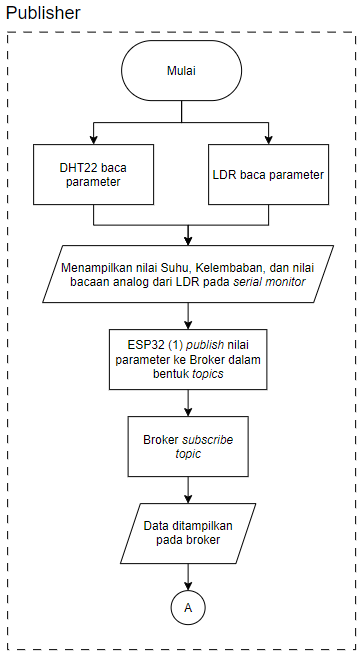 Publisher
Mulai
DHT22 baca
parameter
LDR baca parameter
Menampilkan nilai Suhu, Kelembaban, dan nilai
bacaan analog dari LDR pada serial monitor
ESP32 (1) publish nilai
parameter ke Broker dalam
bentuk topics
Broker subscribe
topic
Data ditampilkan
pada broker
A